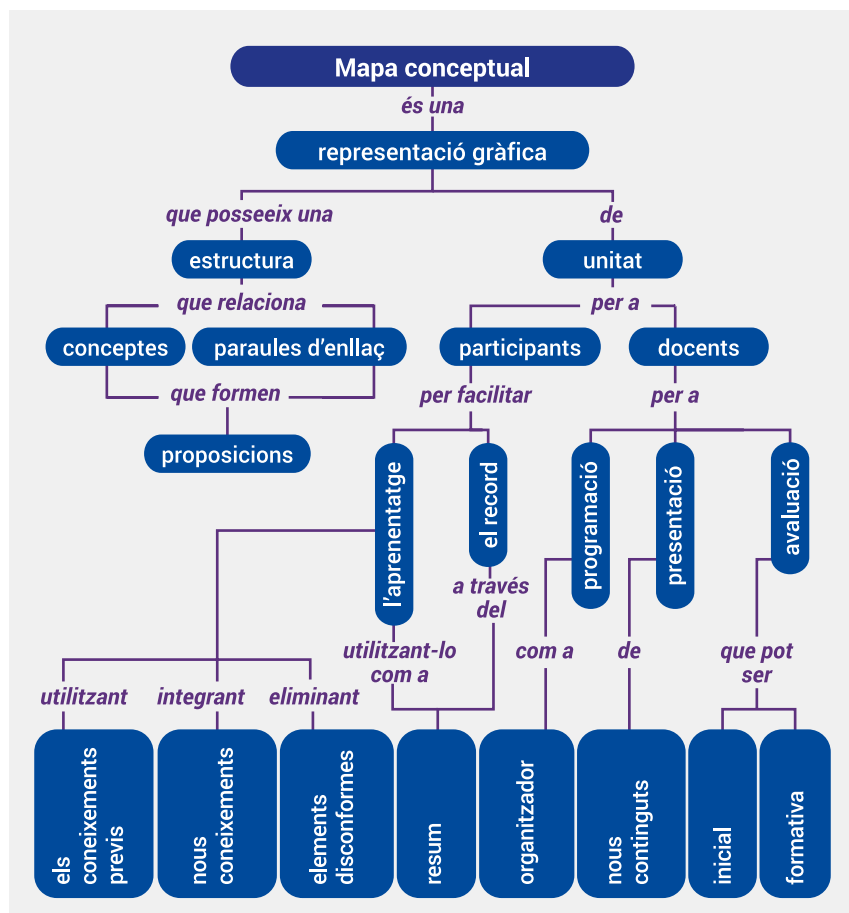 Mapa conceptual
és una
representació gràfica
que posseeix una
de
estructura
unitat
que relaciona
per a
conceptes
paraules d'enllaç
participants
docents
que formen
per facilitar
per a
proposicions
l'aprenentatge
el record
programació
presentació
avaluació
a través
del
utilitzant-lo
com a
com a
de
que pot
ser
utilitzant
integrant
eliminant
els coneixements
previs
nous
coneixements
elements
disconformes
resum
organitzador
nous
continguts
inicial
formativa